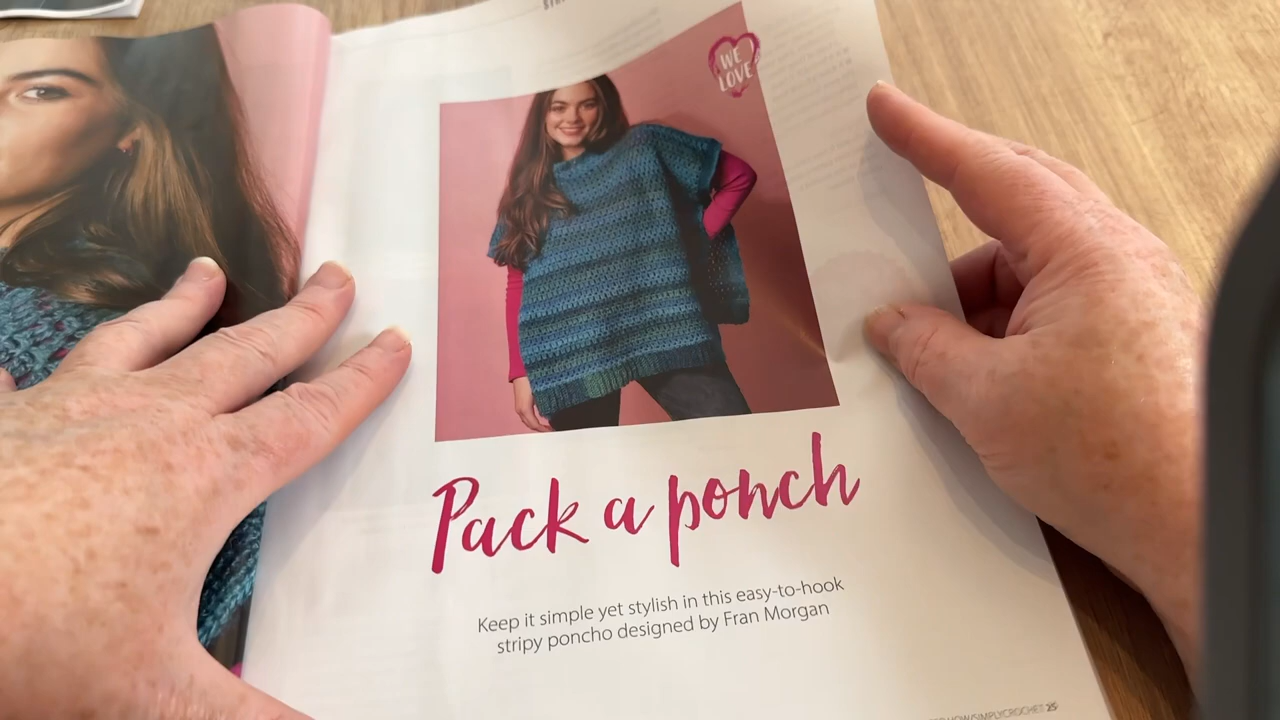 WE
LOVE
Pack a ponch
Keep it simple yet stylish in this easy-to-hook
stripy poncho designed by Fran Morgan